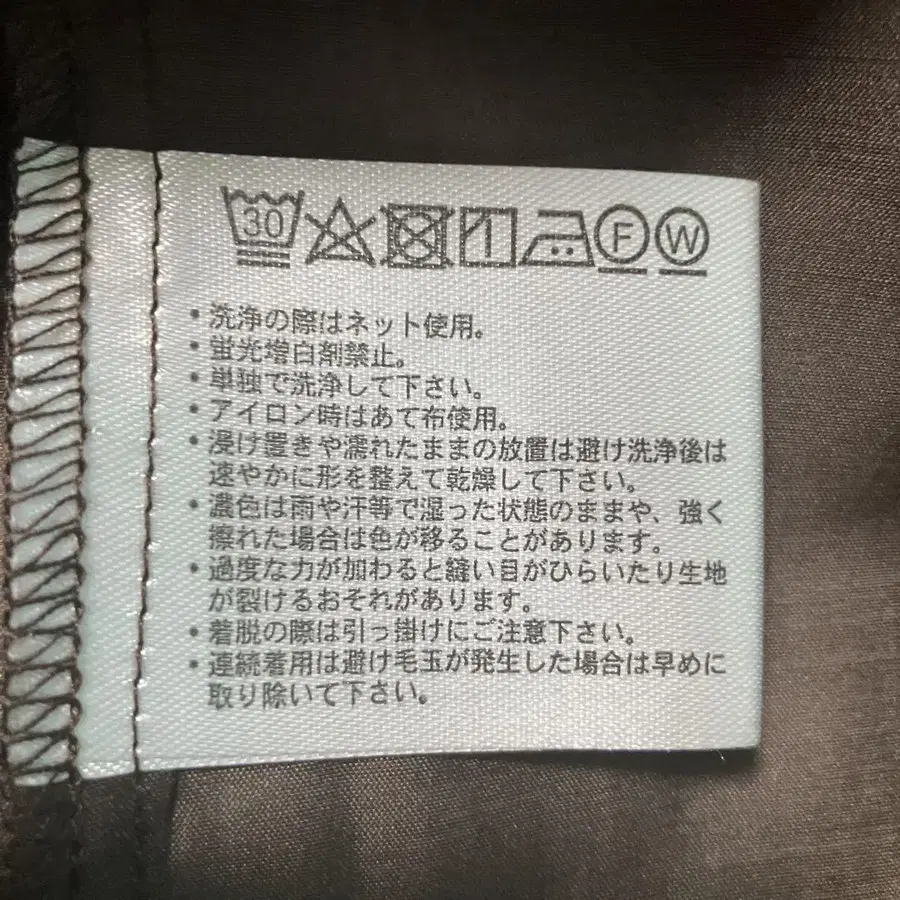 30 F W
・洗浄の際はネット使用。
・蛍光増白剤禁止。
・単独で洗浄して下さい。
・アイロン時はあて布使用。
・浸け置きや濡れたままの放置は避け洗浄後は
速やかに形を整えて乾燥して下さい。
・濃色は雨や汗等で湿った状態のままや、強く
擦れた場合は色が移ることがあります。
・過度な力が加わると縫い目がひらいたり生地
が裂けるおそれがあります。
・着脱の際は引っ掛けにご注意下さい。
・連続着用は避け毛玉が発生した場合は早めに
取り除いて下さい。